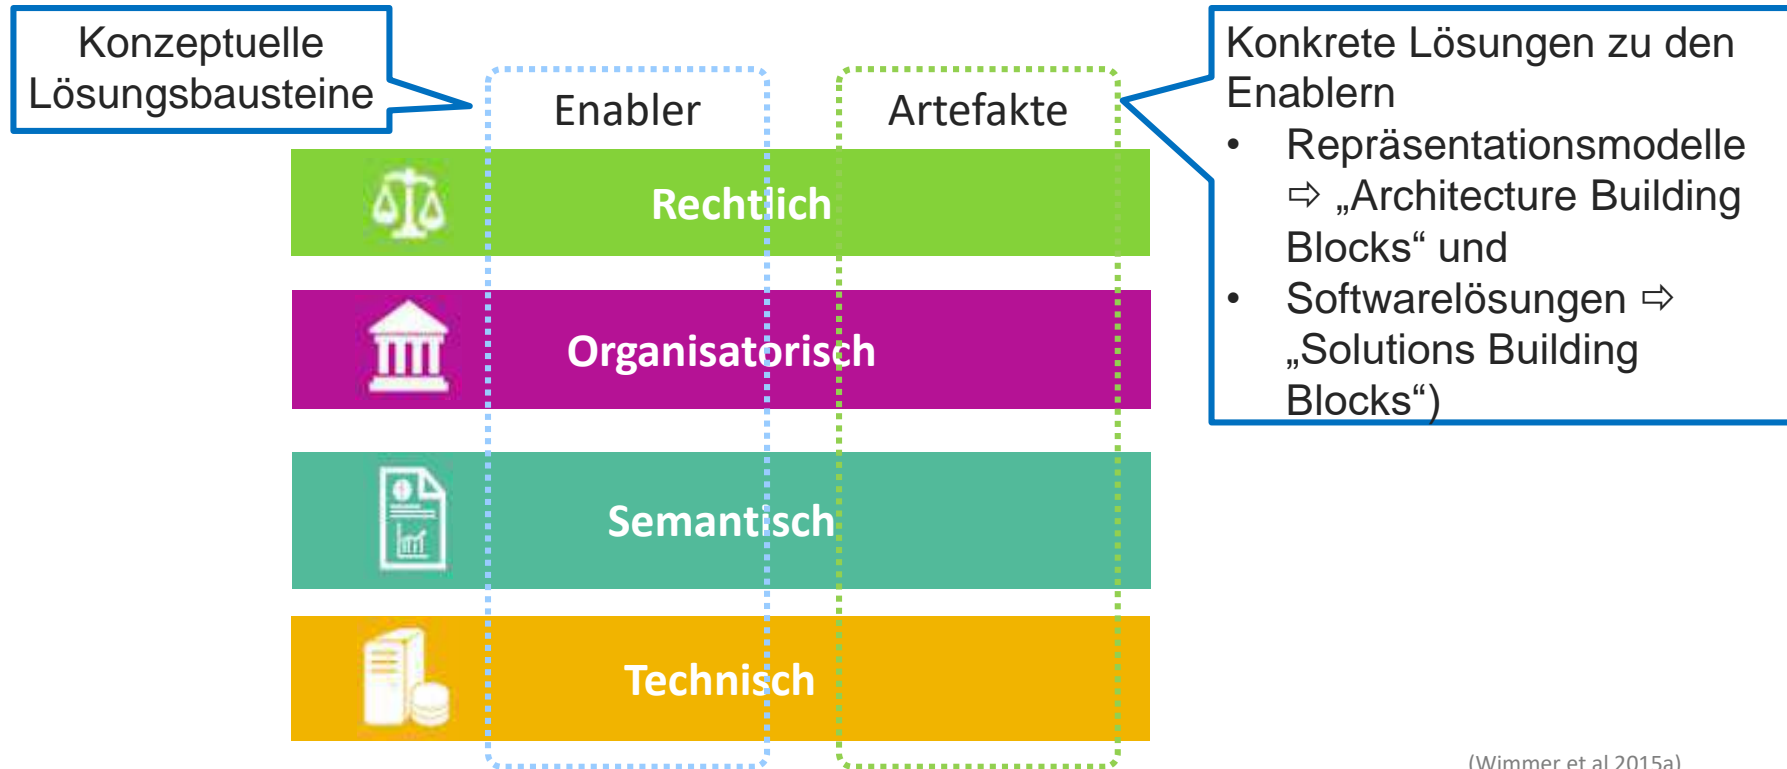 Konzeptuelle
Lösungsbausteine
Enabler
Artefakte
Rechtlich
Organisatorisch
Semantisch
Technisch
Konkrete Lösungen zu den
Enablern
• Repräsentationsmodelle
⇨ „Architecture Building
Blocks“ und
• Softwarelösungen ⇨
„Solutions Building
Blocks“)
(Wimmer et al 2015a)